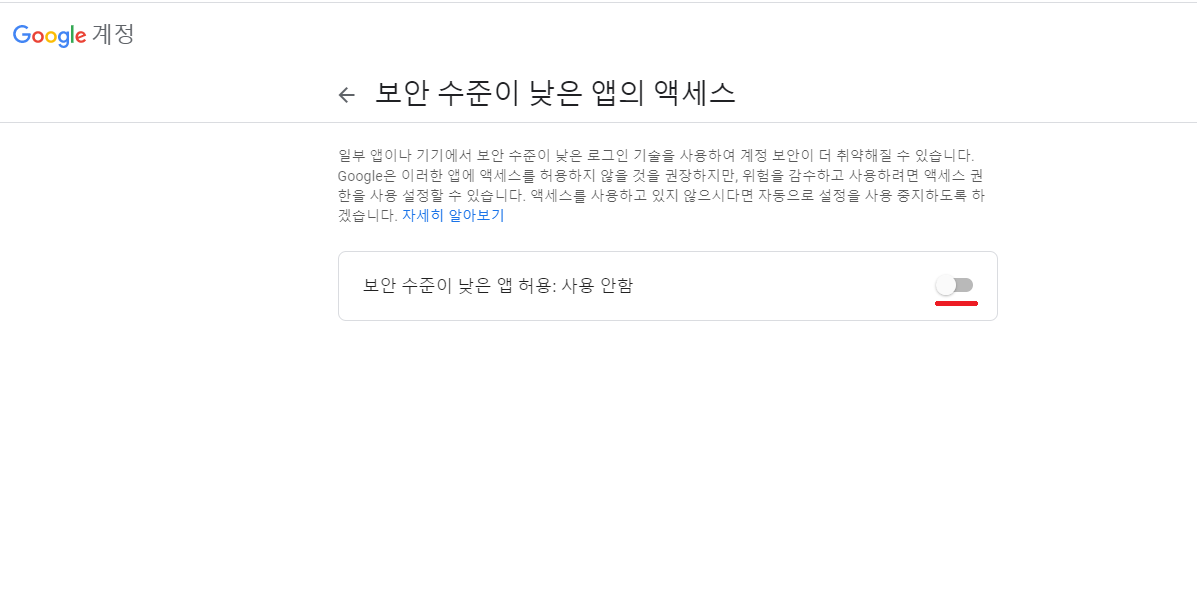 Google 계정
보안 수준이 낮은 앱의 액세스
일부 앱이나 기기에서 보안 수준이 낮은 로그인 기술을 사용하여 계정 보안이 더 취약해질 수 있습니다.
Google은 이러한 앱에 액세스를 허용하지 않을 것을 권장하지만, 위험을 감수하고 사용하려면 액세스 권
한을 사용 설정할 수 있습니다. 액세스를 사용하고 있지 않으시다면 자동으로 설정을 사용 중지하도록 하
겠습니다. 자세히 알아보기
보안 수준이 낮은 앱 허용: 사용 안함